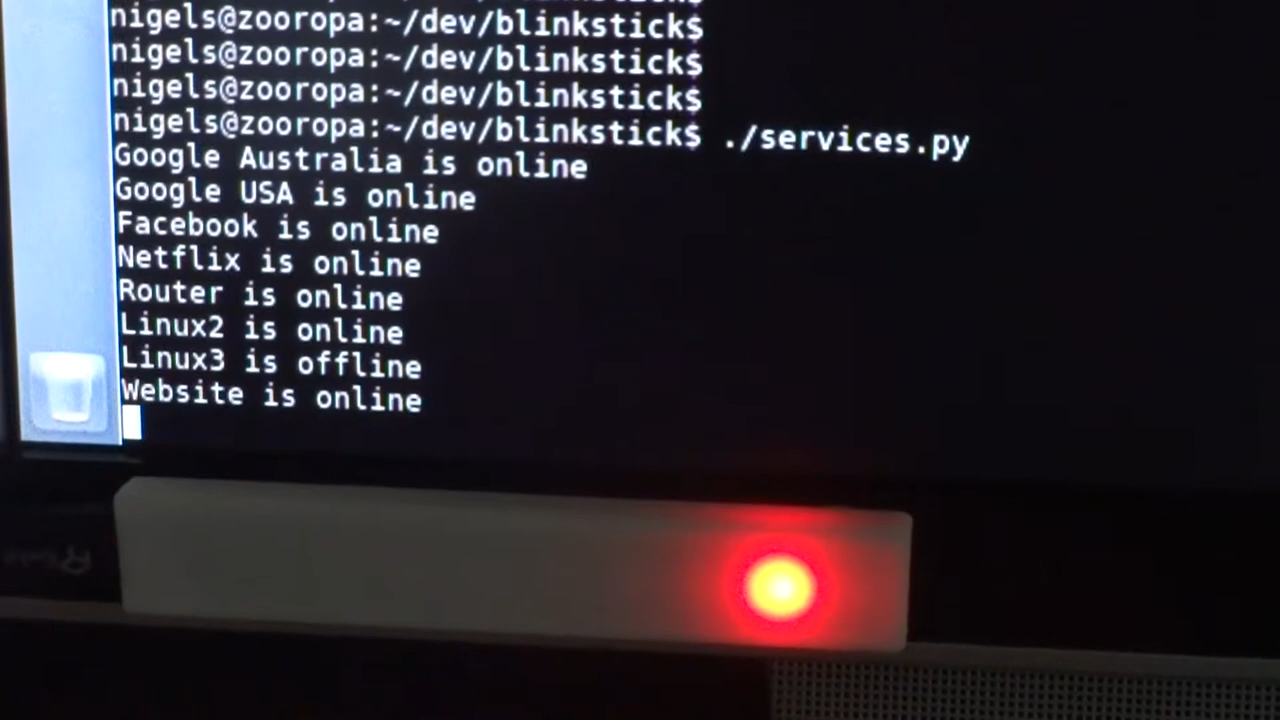 nigels@zooropa:~/dev/blinkstick$
nigels@zooropa:~/dev/blinkstick$
nigels@zooropa:~/dev/blinkstick$
nigels@zooropa:~/dev/blinkstick$ ./services.py
Google Australia is online
Google USA is online
Facebook is online
Netflix is online
Router is online
Linux2 is online
Linux3 is offline
Website is online